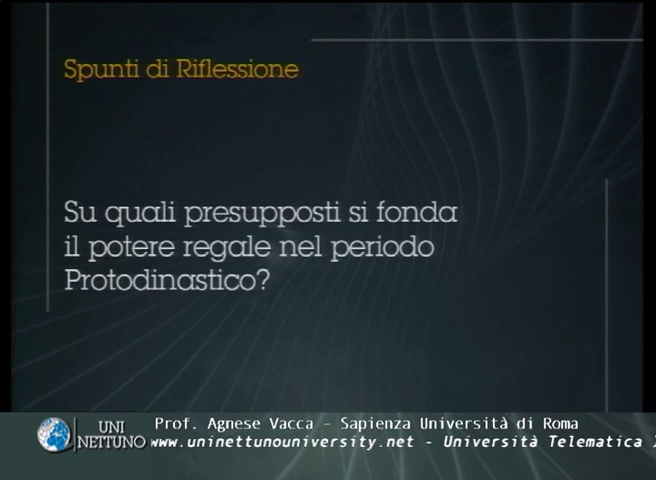 Spunti di Riflessione
Su quali presupposti si fonda
il potere regale nel periodo
Protodinastico?
UNI
NETTUNO
Prof. Agnese Vacca - Sapienza Università di Roma
www.uninettunouniversity.net - Università Telematica